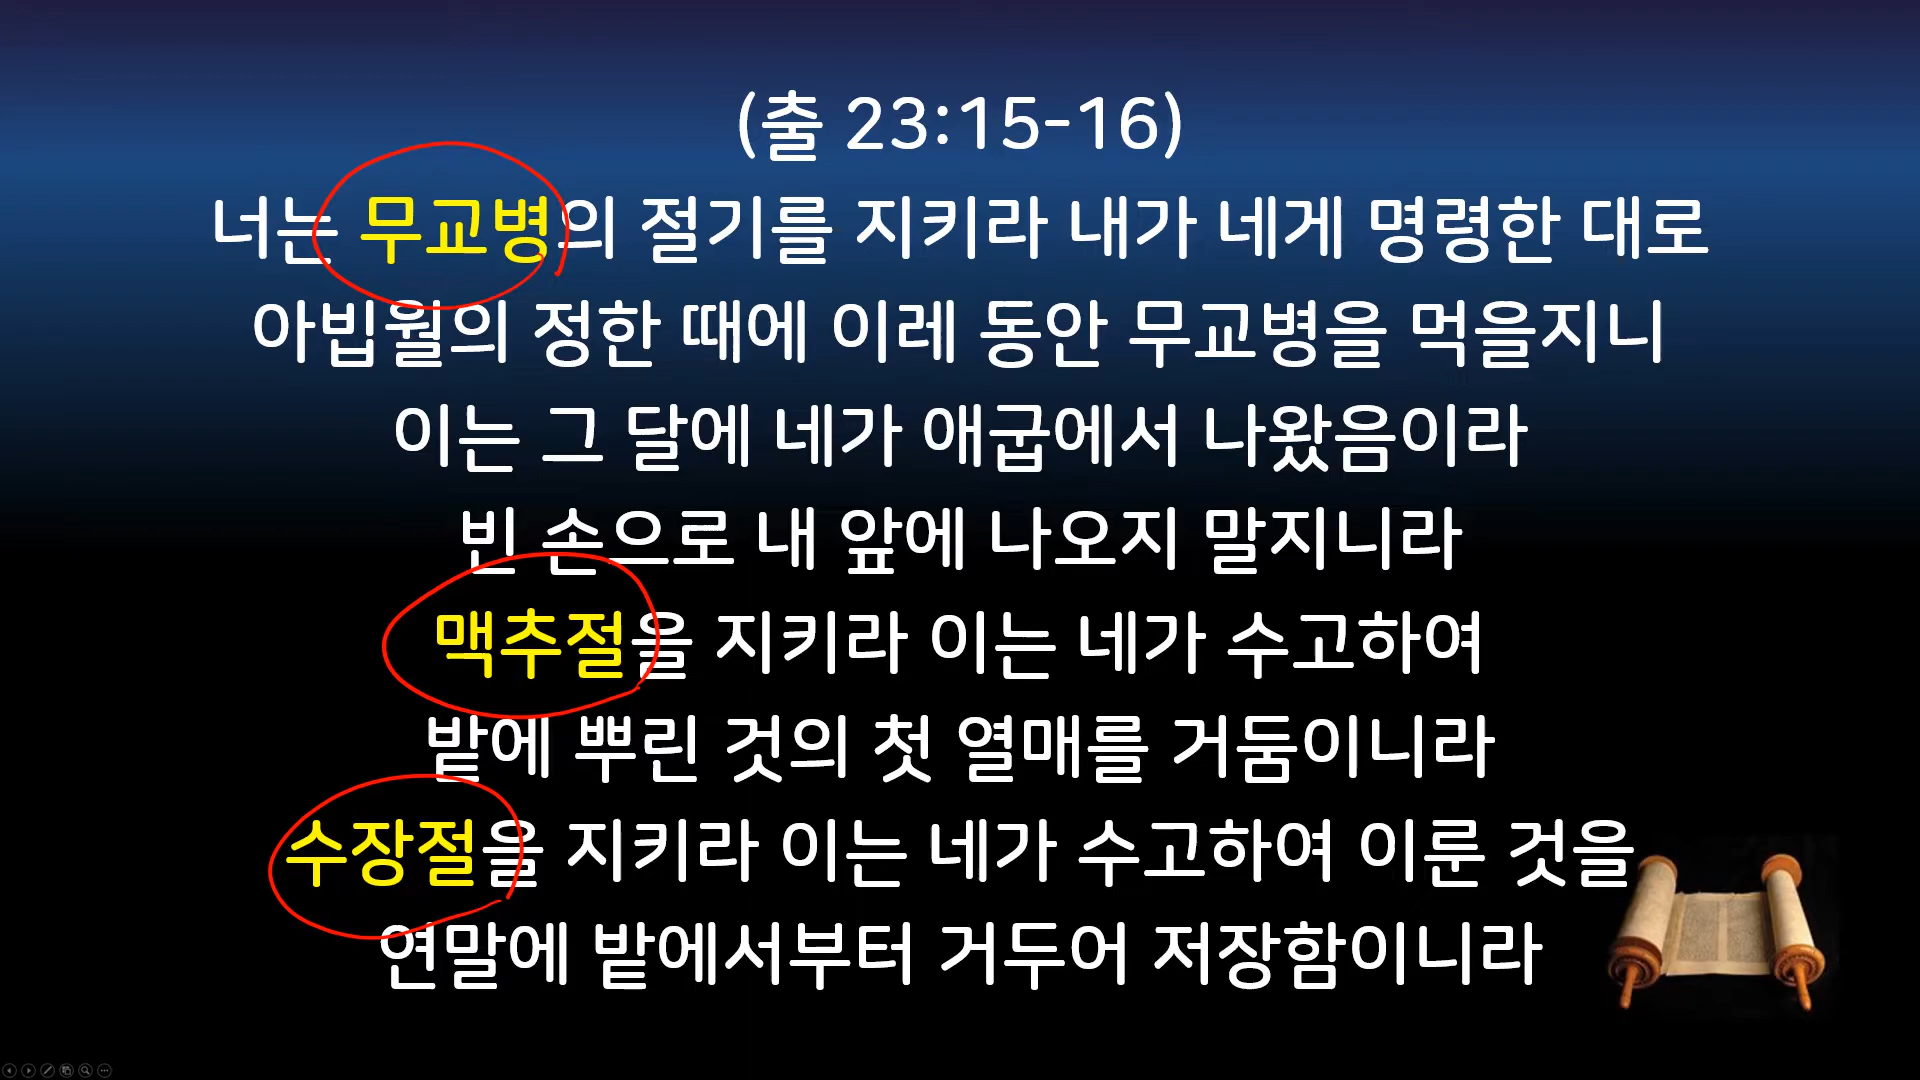 (출 23:15-16)
너는 무교병의 절기를 지키라 내가 네게 명령한 대로
아빕월의 정한 때에 이레 동안 무교병을 먹을지니
이는 그 달에 네가 애굽에서 나왔음이라
빈 손으로 내 앞에 나오지 말지니라
맥추절을 지키라 이는 네가 수고하여
밭에 뿌린 것의 첫 열매를 거둠이니라
수장절을 지키라 이는 네가 수고하여 이룬 것을
연말에 밭에서부터 거두어 저장함이니라